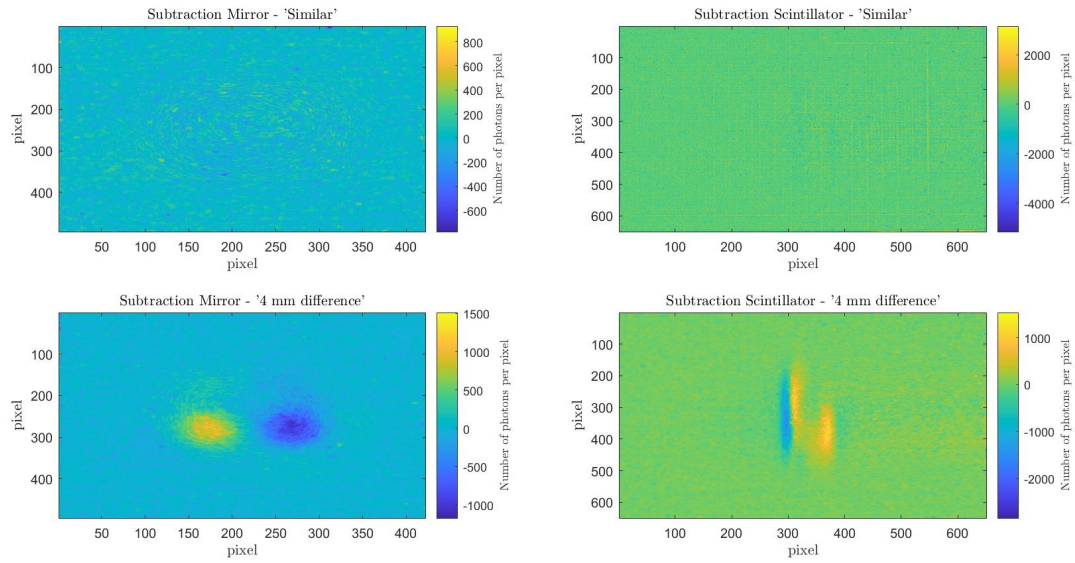 Subtraction Mirror - 'Similar'
100
200
300
400
50 100 150 200 250 300 350 400
pixel
pixel
800
600
400
200
0
-200
-400
-600
Number of photons per pixel
Subtraction Scintillator - 'Similar'
100
200
300
400
500
600
100 200 300 400 500 600
pixel
pixel
2000
0
-2000
-4000
Number of photons per pixel
Subtraction Mirror - '4 mm difference'
100
200
300
400
50 100 150 200 250 300 350 400
pixel
pixel
1500
1000
500
0
-500
-1000
Number of photons per pixel
Subtraction Scintillator - '4 mm difference'
100
200
300
400
500
600
100 200 300 400 500 600
pixel
pixel
1000
0
-1000
-2000
Number of photons per pixel